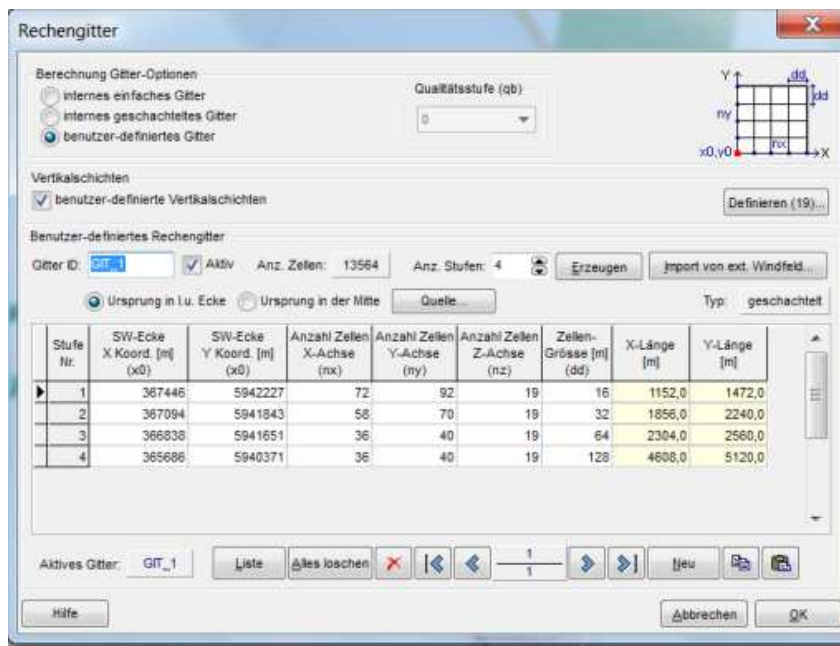 Rechengitter
Berechnung Gitter-Optionen
internes einfaches Gitter
internes geschachteltes Gitter
benutzer-definiertes Gitter
Qualitätsstufe (qb)
0
Y
dd
dd
ny
nx
x0,y0
X
Vertikalschichten
benutzer-definierte Vertikalschichten
Definieren (19)...
Benutzer-definiertes Rechengitter
Gitter ID: GIT_1 Aktiv Anz. Zellen: 13564 Anz. Stufen: 4 Erzeugen Import von ext. Windfeld...
Ursprung in l.u. Ecke Ursprung in der Mitte Quelle... Typ: geschachtelt
Stufe Nr. SW-Ecke X Koord. [m] (x0) SW-Ecke Y Koord. [m] (x0) Anzahl Zellen X-Achse (nx) Anzahl Zellen Y-Achse (ny) Anzahl Zellen Z-Achse (nz) Zellen-Grösse [m] (dd) X-Länge [m] Y-Länge [m]
1 367446 5942227 72 92 19 16 1152,0 1472,0
2 367094 5941843 58 70 19 32 1856,0 2240,0
3 366838 5941651 36 40 19 64 2304,0 2560,0
4 365686 5940371 36 40 19 128 4608,0 5120,0
Aktives Gitter: GIT_1 Liste Alles löschen 1 1 Neu
Hilfe Abbrechen OK